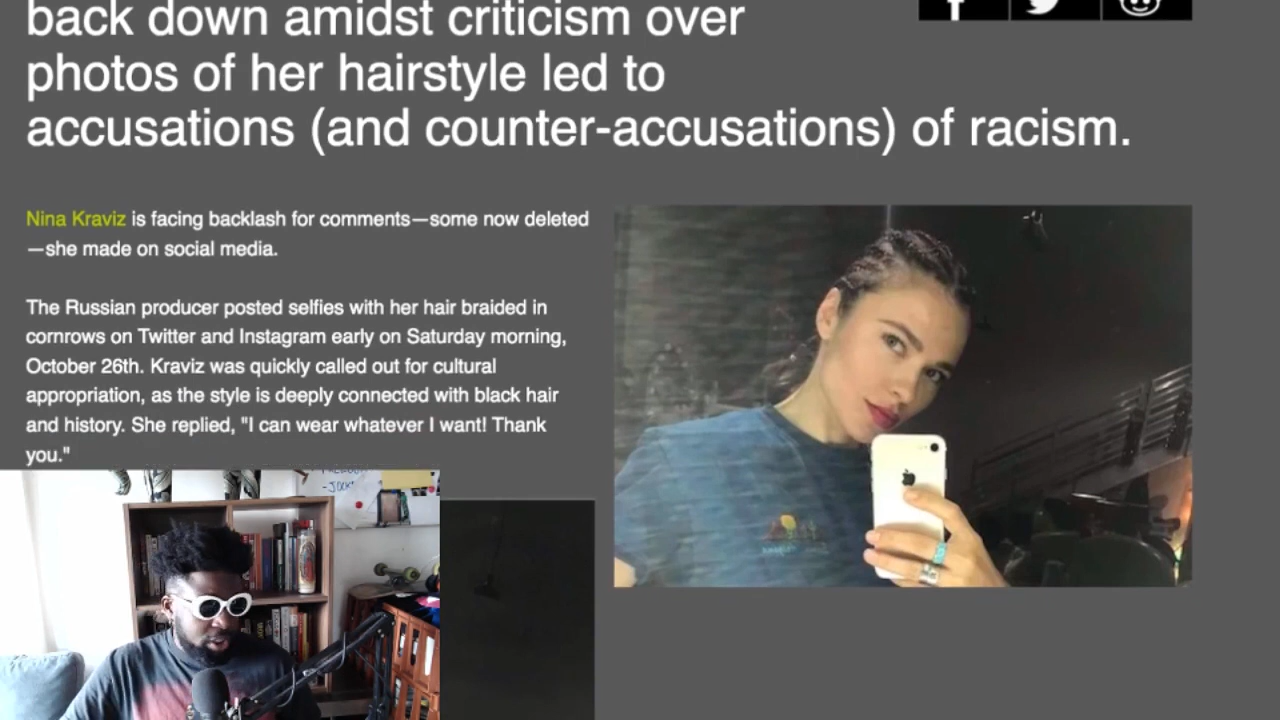 back down amidst criticism over
photos of her hairstyle led to
accusations (and counter-accusations) of racism.
Nina Kraviz is facing backlash for comments—some now deleted
—she made on social media.
The Russian producer posted selfies with her hair braided in
cornrows on Twitter and Instagram early on Saturday morning,
October 26th. Kraviz was quickly called out for cultural
appropriation, as the style is deeply connected with black hair
and history. She replied, "I can wear whatever I want! Thank
you."